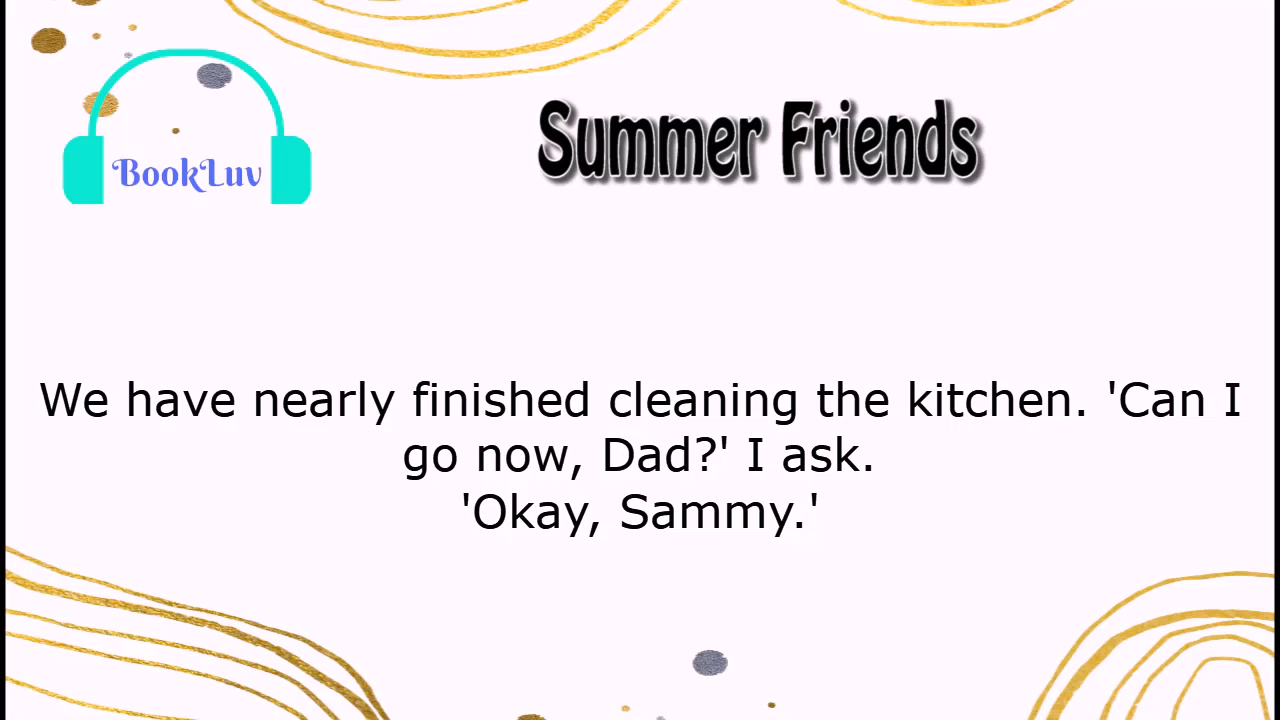 BookLuv
Summer Friends
We have nearly finished cleaning the kitchen. 'Can I
go now, Dad?' I ask.
'Okay, Sammy.'